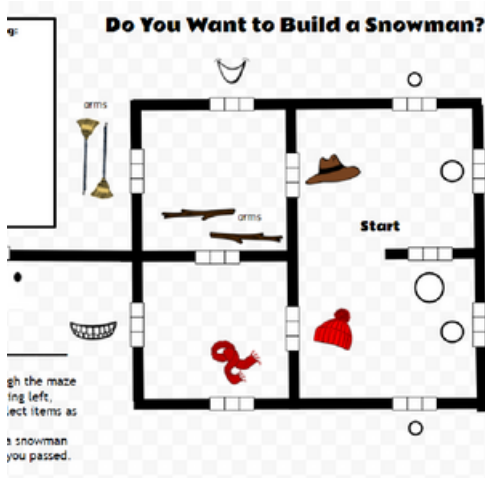 Do You Want to Build a Snowman?
arms
arms
Start
gh the maze
ing left,
lect items as
a snowman
you passed.